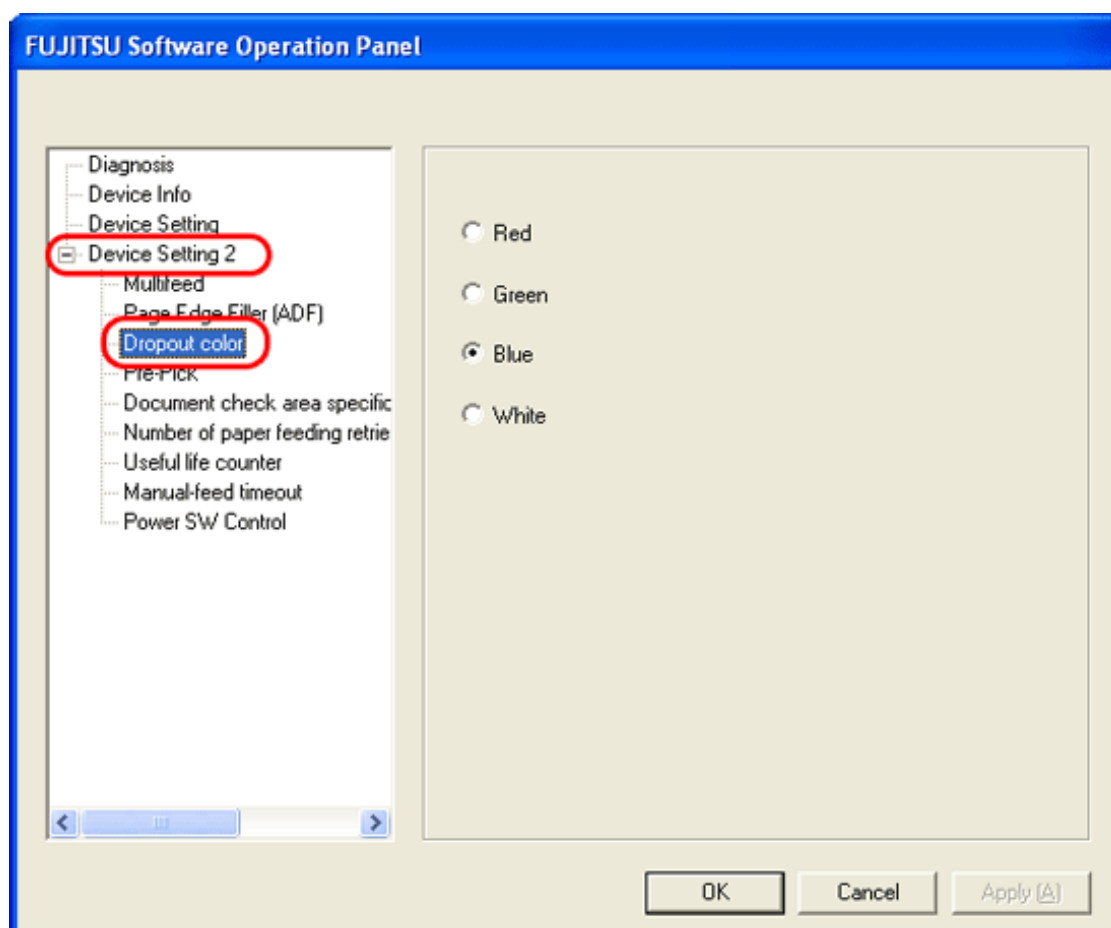 FUJITSU Software Operation Panel
Diagnosis
Device Info
Device Setting
Device Setting 2
Multifeed
Page Edge Filler (ADF)
Dropout color
Pre-Pick
Document check area specific
Number of paper feeding retrie
Useful life counter
Manual-feed timeout
Power SW Control
Red
Green
Blue
White
OK
Cancel
Apply (A)